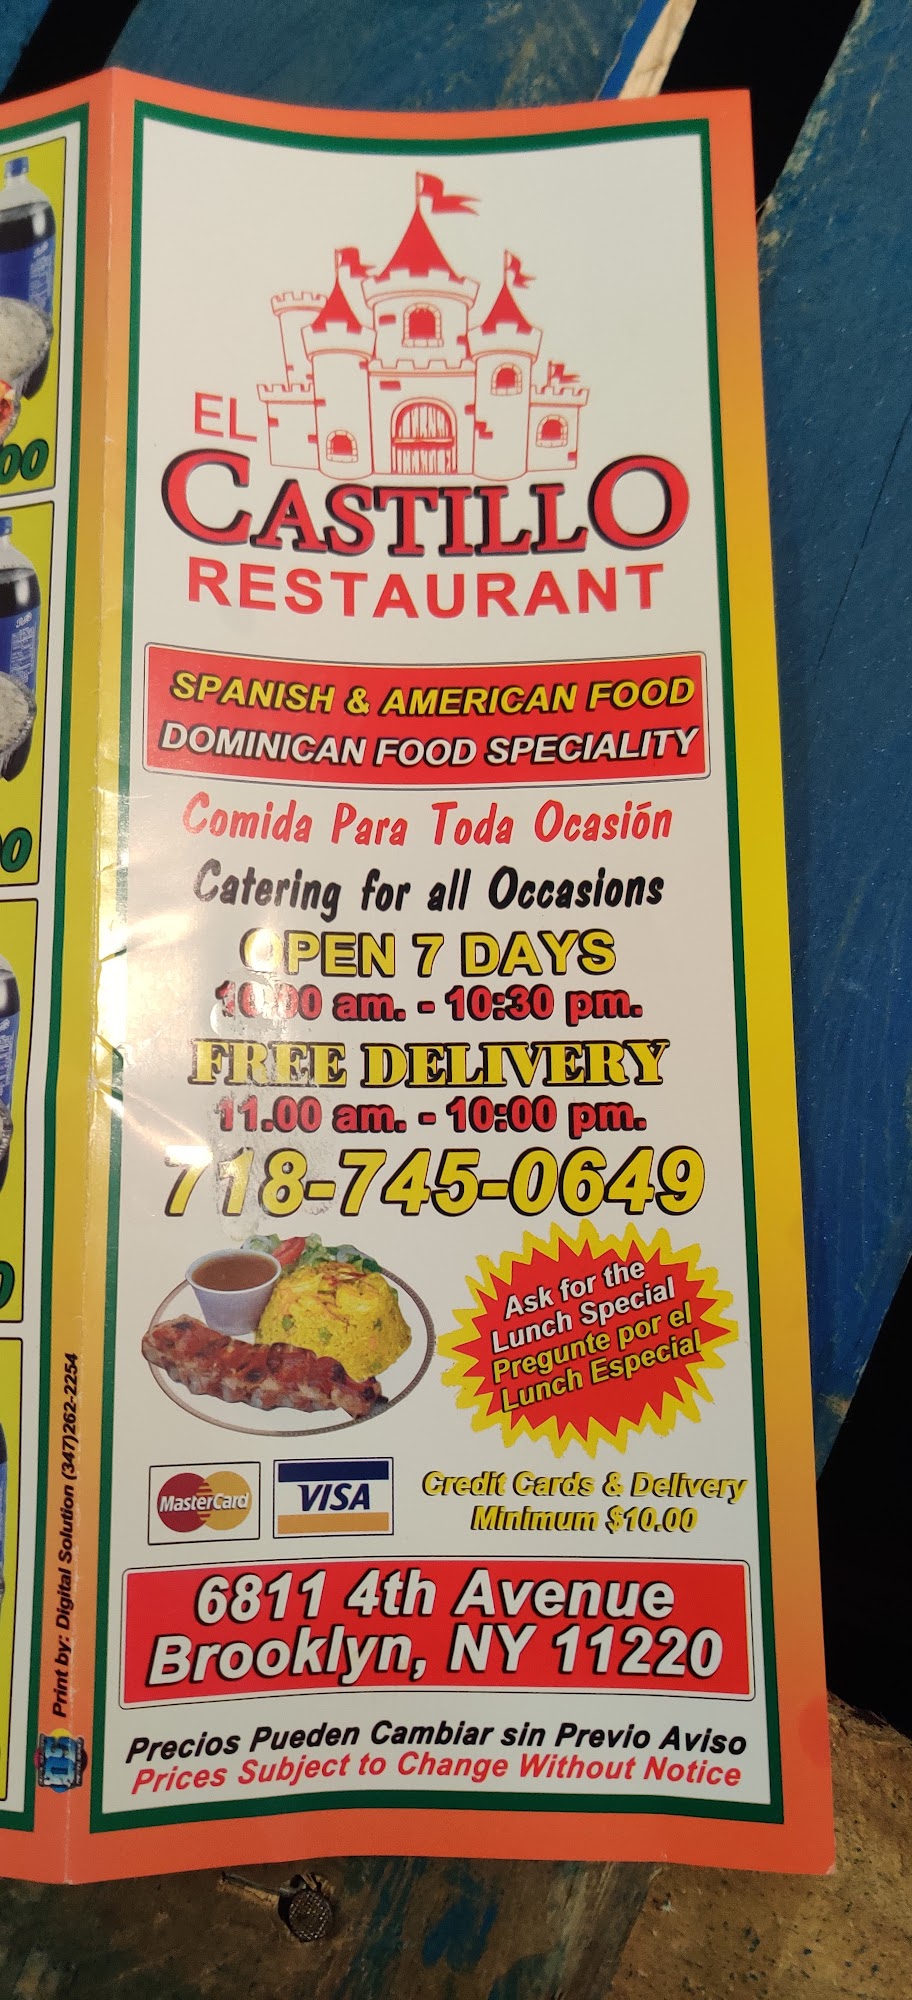 EL
CASTILLO
RESTAURANT
SPANISH & AMERICAN FOOD
DOMINICAN FOOD SPECIALITY
Comida Para Toda Ocasión
Catering for all Occasions
OPEN 7 DAYS
10.00 am. - 10:30 pm.
FREE DELIVERY
11.00 am. - 10:00 pm.
718-745-0649
Ask for the
Lunch Special
Pregunte por el
Lunch Especial
MasterCard
VISA
Credit Cards & Delivery
Minimum $10.00
6811 4th Avenue
Brooklyn, NY 11220
Precios Pueden Cambiar sin Previo Aviso
Prices Subject to Change Without Notice
Print by: Digital Solution (347)262-2254
00
0